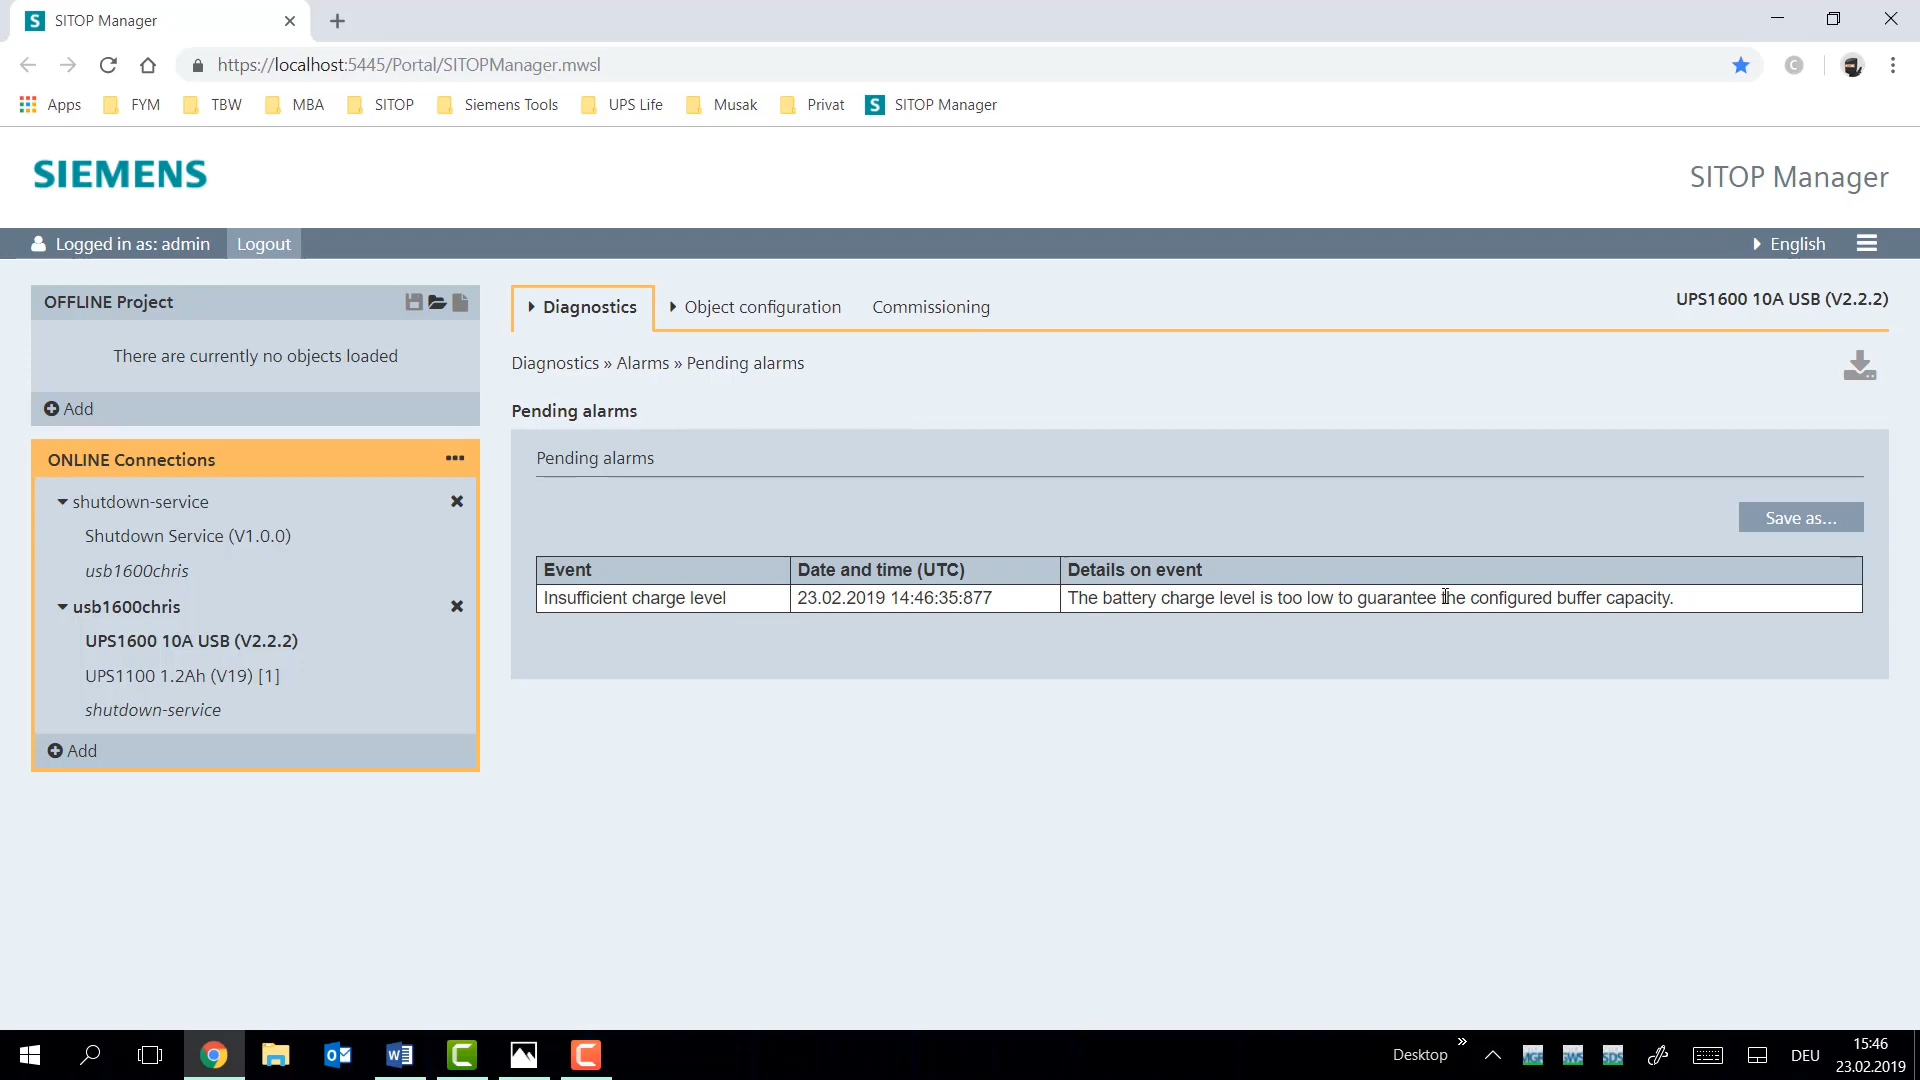 S SITOP Manager
https://localhost:5445/Portal/SITOPManager.mwsl
C
Apps FYM TBW MBA SITOP Siemens Tools UPS Life Musak Privat S SITOP Manager
SIEMENS
SITOP Manager
Logged in as: admin Logout
English
OFFLINE Project
There are currently no objects loaded
Add
ONLINE Connections
shutdown-service
Shutdown Service (V1.0.0)
usb1600chris
usb1600chris
UPS1600 10A USB (V2.2.2)
UPS1100 1.2Ah (V19) [1]
shutdown-service
Add
Diagnostics Object configuration Commissioning
UPS1600 10A USB (V2.2.2)
Diagnostics » Alarms » Pending alarms
Pending alarms
Pending alarms
Save as...
Event Date and time (UTC) Details on event
Insufficient charge level 23.02.2019 14:46:35:877 The battery charge level is too low to guarantee the configured buffer capacity.
Desktop » DEU
15:46
23.02.2019